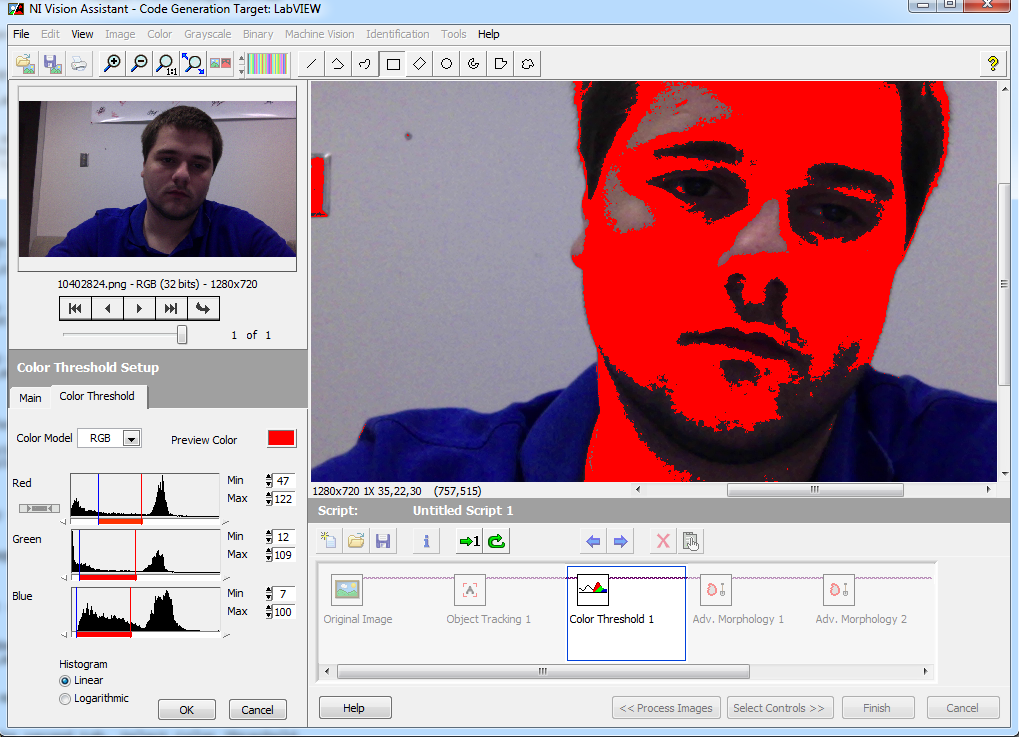 NI Vision Assistant - Code Generation Target: LabVIEW
File Edit View Image Color Grayscale Binary Machine Vision Identification Tools Help
1:1
?
10402824.png - RGB (32 bits) - 1280x720
1 of 1
Color Threshold Setup
Main Color Threshold
Color Model RGB Preview Color
Red Min 47
Max 122
Green Min 12
Max 109
Blue Min 7
Max 100
Histogram
Linear
Logarithmic
OK Cancel
1280x720 1X 35,22,30 (757,515)
Script: Untitled Script 1
1
Original Image Object Tracking 1 Color Threshold 1 Adv. Morphology 1 Adv. Morphology 2
Help << Process Images Select Controls >> Finish Cancel